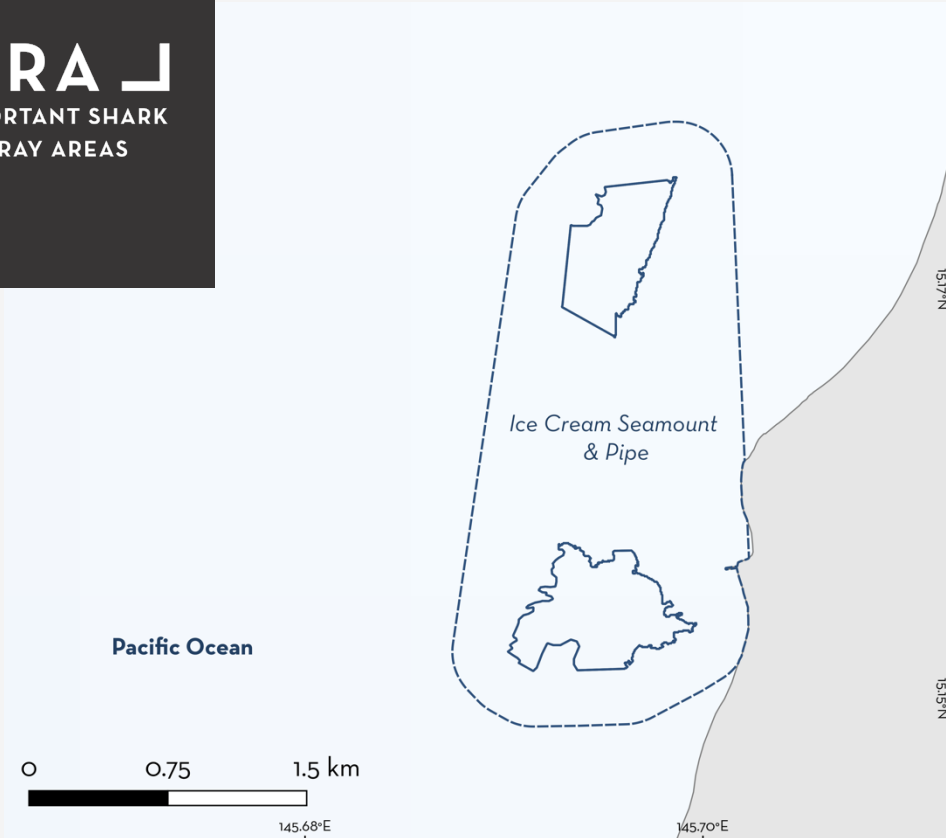 RA
RTANT SHARK
RAY AREAS
15.17°N
Ice Cream Seamount
& Pipe
Pacific Ocean
15.15°N
0 0.75 1.5 km
145.68°E 145.70°E